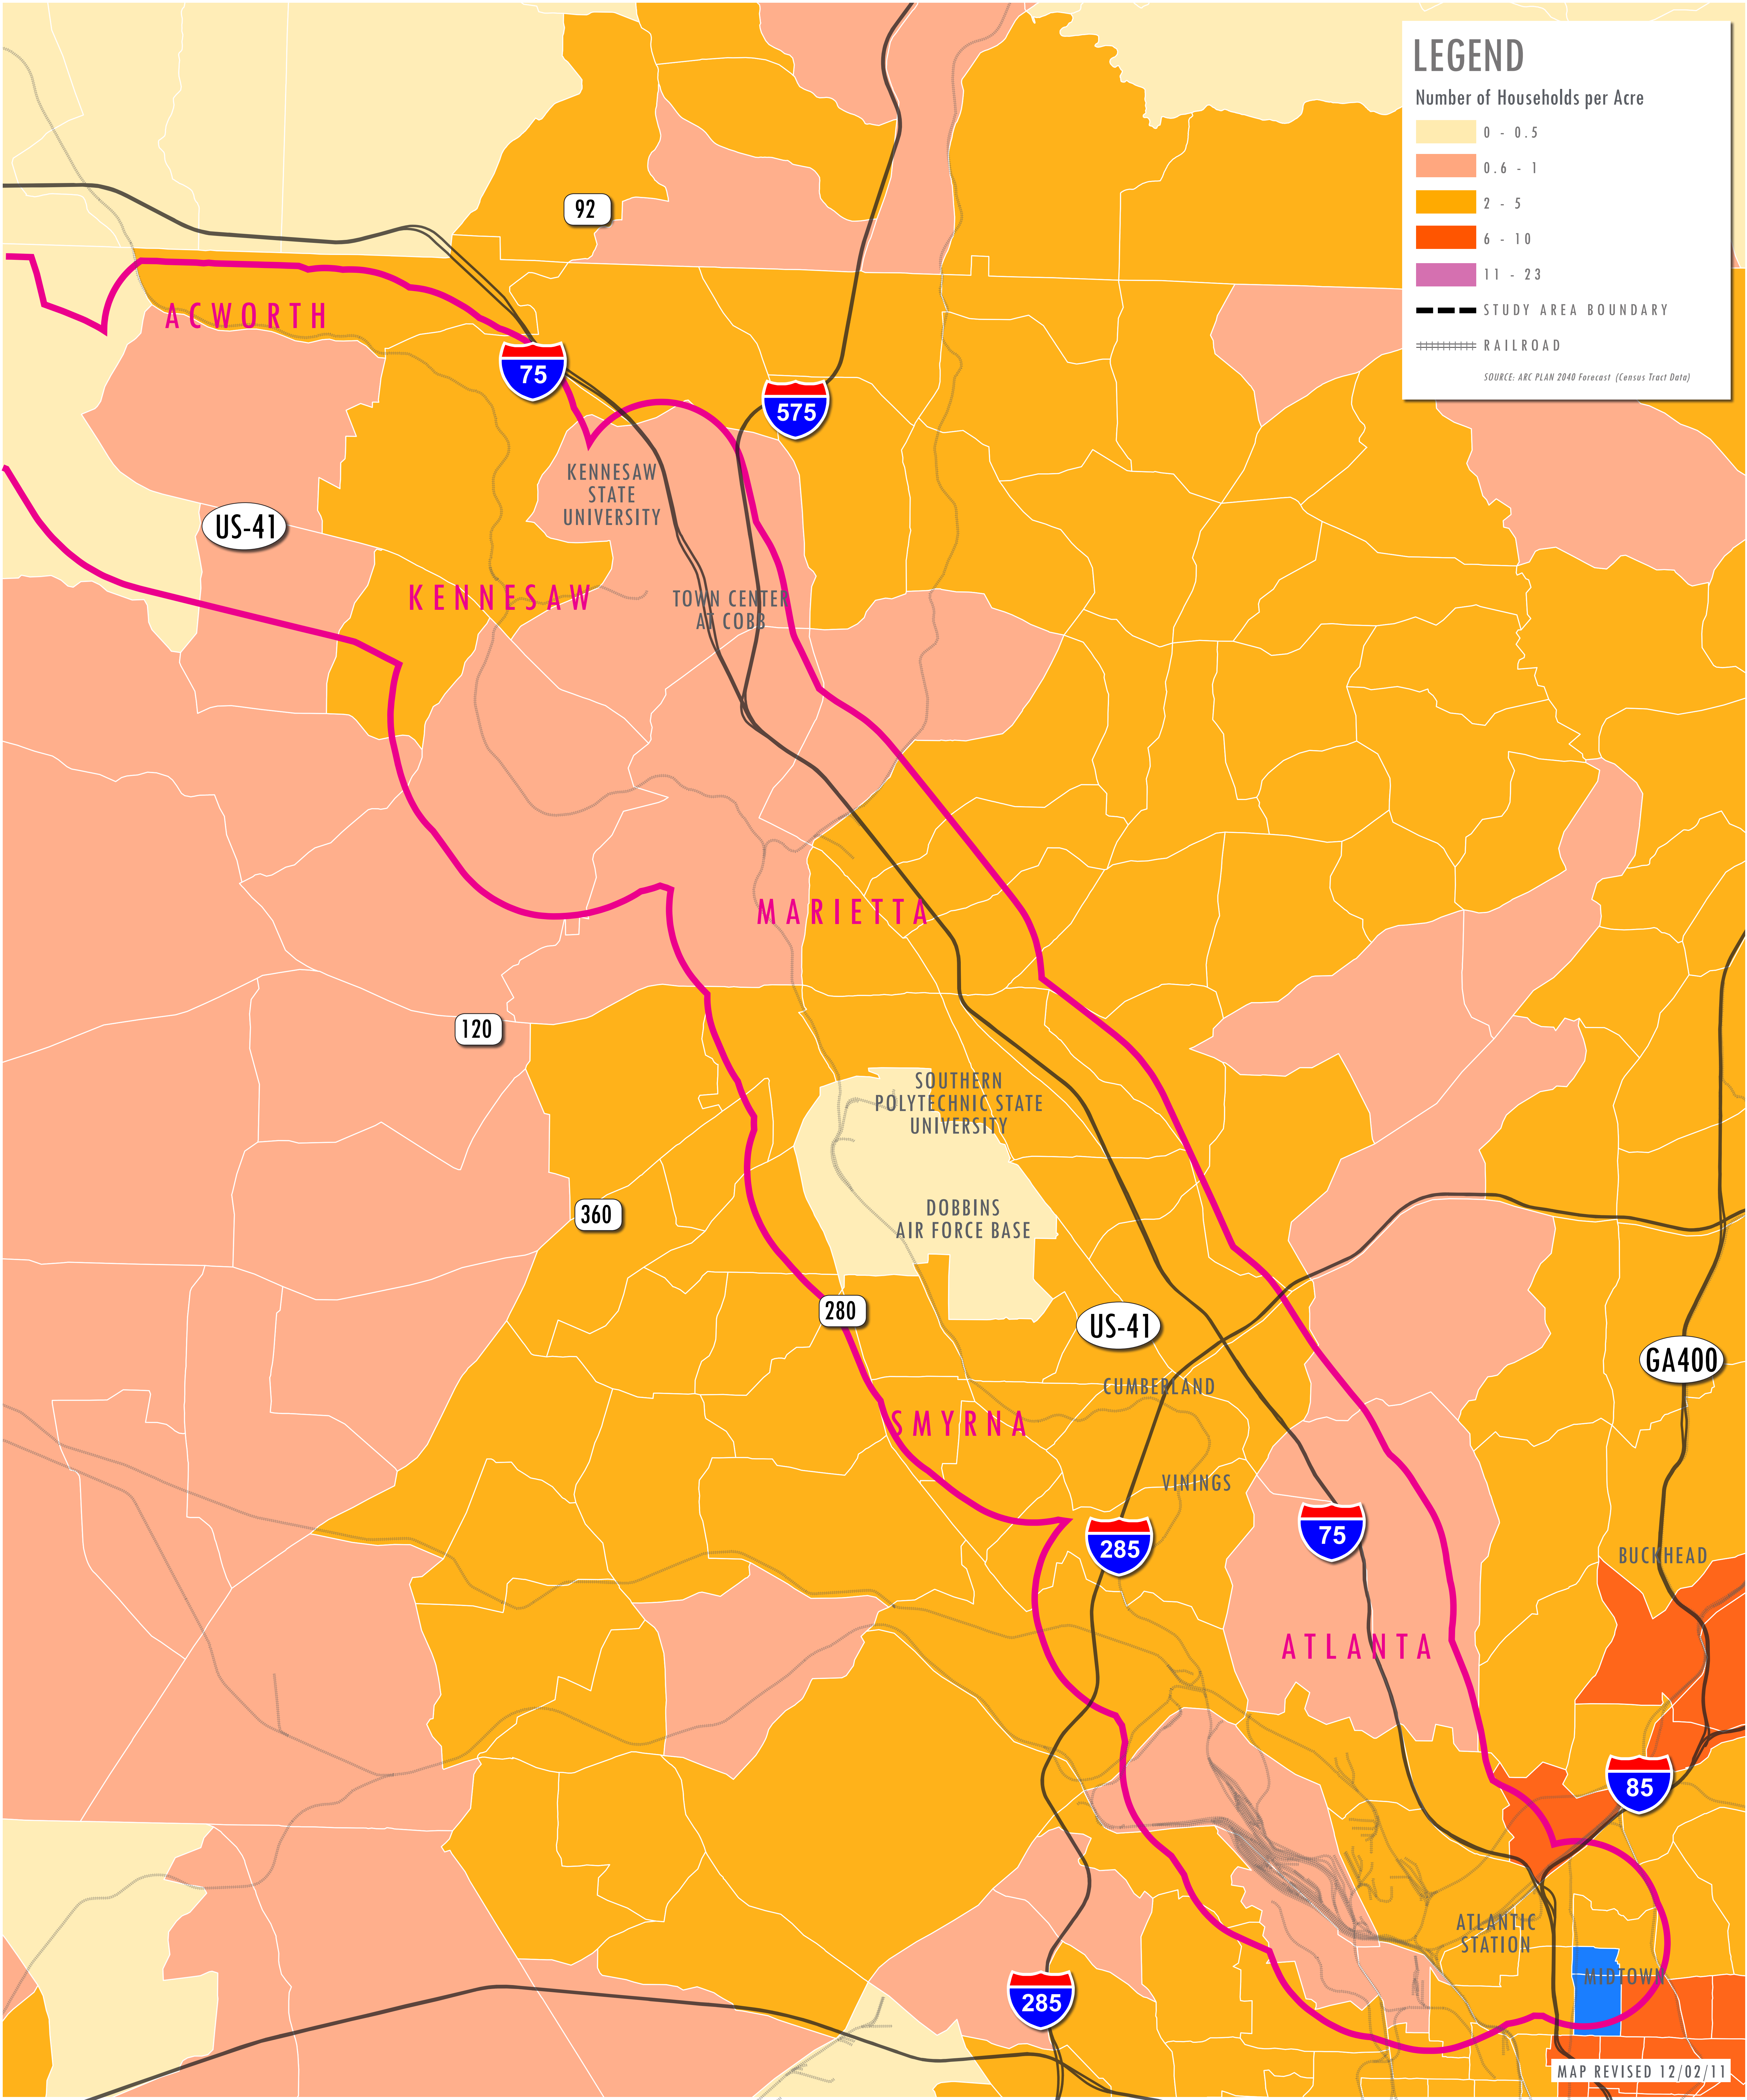 LEGEND
Number of Households per Acre
0 - 0.5
0.6 - 1
2 - 5
6 - 10
11 - 23
STUDY AREA BOUNDARY
RAILROAD
SOURCE: ARC PLAN 2040 Forecast (Census Tract Data)
92
ACWORTH
75
575
KENNESAW
STATE
UNIVERSITY
US-41
KENNESAW
TOWN CENTER
AT COBB
MARIETTA
120
SOUTHERN
POLYTECHNIC STATE
UNIVERSITY
360
DOBBINS
AIR FORCE BASE
280
US-41
GA400
CUMBERLAND
SMYRNA
VININGS
75
285
BUCKHEAD
ATLANTA
85
ATLANTIC
STATION
MIDTOWN
285
MAP REVISED 12/02/11